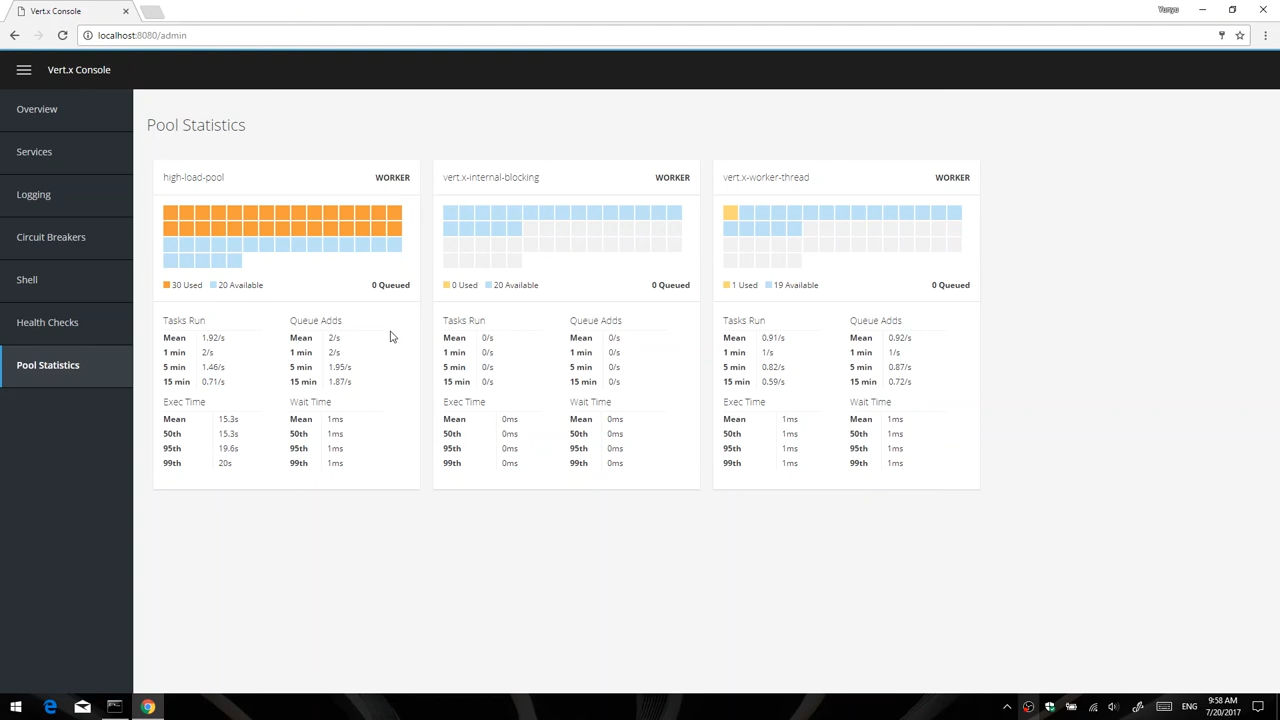 Vert.x Console
Yunyu
localhost:8080/admin
Vert.x Console
Overview
Services
Logging
Circuit Breakers
Shell
Health Checks
Pool Statistics
Pool Statistics
high-load-pool WORKER
30 Used 20 Available 0 Queued
Tasks Run Queue Adds
Mean 1.92/s Mean 2/s
1 min 2/s 1 min 2/s
5 min 1.46/s 5 min 1.95/s
15 min 0.71/s 15 min 1.87/s
Exec Time Wait Time
Mean 15.3s Mean 1ms
50th 15.3s 50th 1ms
95th 19.6s 95th 1ms
99th 20s 99th 1ms
vert.x-internal-blocking WORKER
0 Used 20 Available 0 Queued
Tasks Run Queue Adds
Mean 0/s Mean 0/s
1 min 0/s 1 min 0/s
5 min 0/s 5 min 0/s
15 min 0/s 15 min 0/s
Exec Time Wait Time
Mean 0ms Mean 0ms
50th 0ms 50th 0ms
95th 0ms 95th 0ms
99th 0ms 99th 0ms
vert.x-worker-thread WORKER
1 Used 19 Available 0 Queued
Tasks Run Queue Adds
Mean 0.91/s Mean 0.92/s
1 min 1/s 1 min 1/s
5 min 0.82/s 5 min 0.87/s
15 min 0.59/s 15 min 0.72/s
Exec Time Wait Time
Mean 1ms Mean 1ms
50th 1ms 50th 1ms
95th 1ms 95th 1ms
99th 1ms 99th 1ms
ENG
9:58 AM
7/20/2017